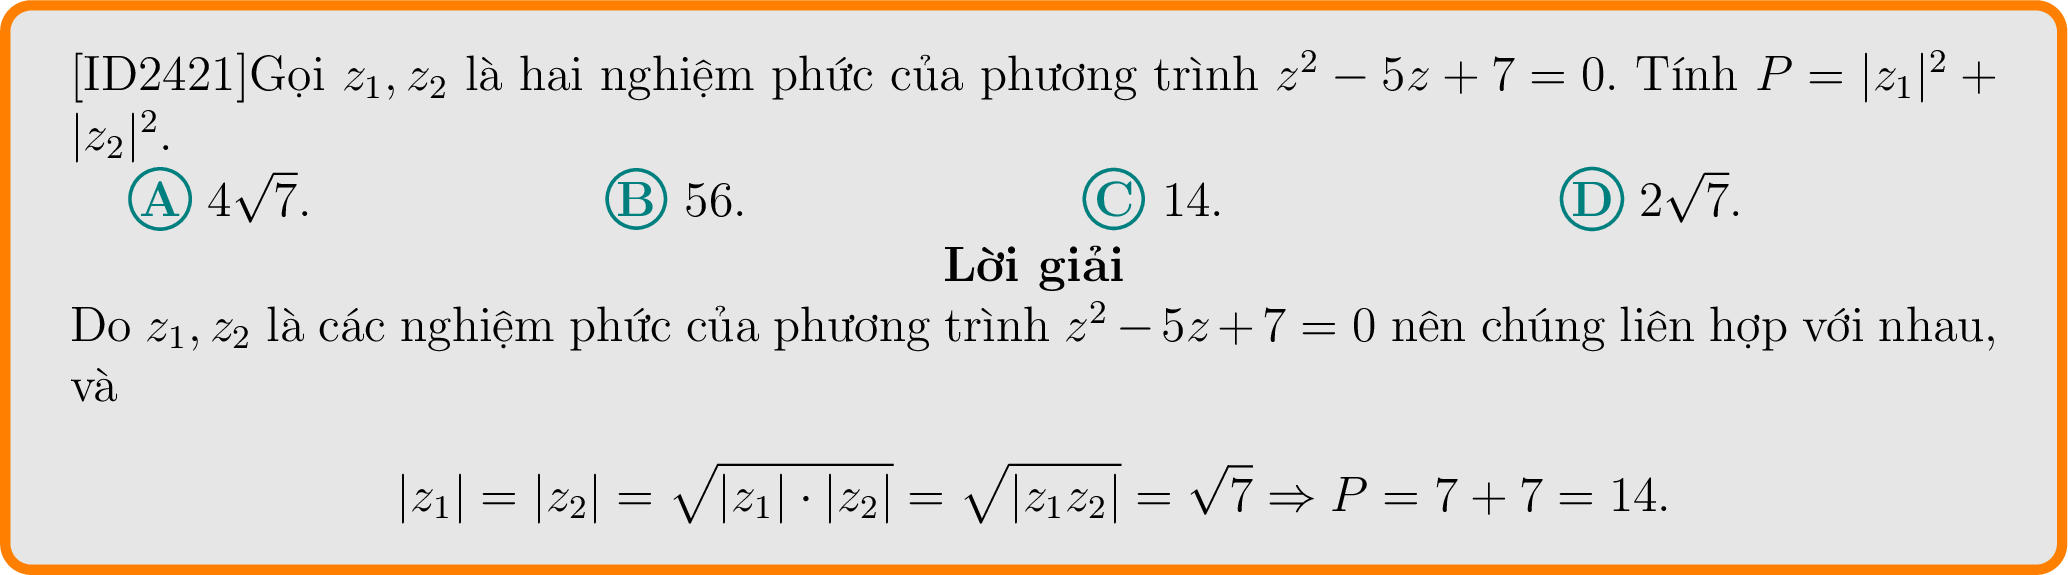 [ID2421]Gọi $z_1, z_2$ là hai nghiệm phức của phương trình $z^2 - 5z + 7 = 0$. Tính $P = |z_1|^2 +$
$|z_2|^2$.
Ⓐ $4\sqrt{7}$. Ⓑ 56. Ⓒ 14. Ⓓ $2\sqrt{7}$.
Lời giải
Do $z_1, z_2$ là các nghiệm phức của phương trình $z^2 - 5z + 7 = 0$ nên chúng liên hợp với nhau,
và
$|z_1| = |z_2| = \sqrt{|z_1| \cdot |z_2|} = \sqrt{|z_1 z_2|} = \sqrt{7} \Rightarrow P = 7 + 7 = 14.$